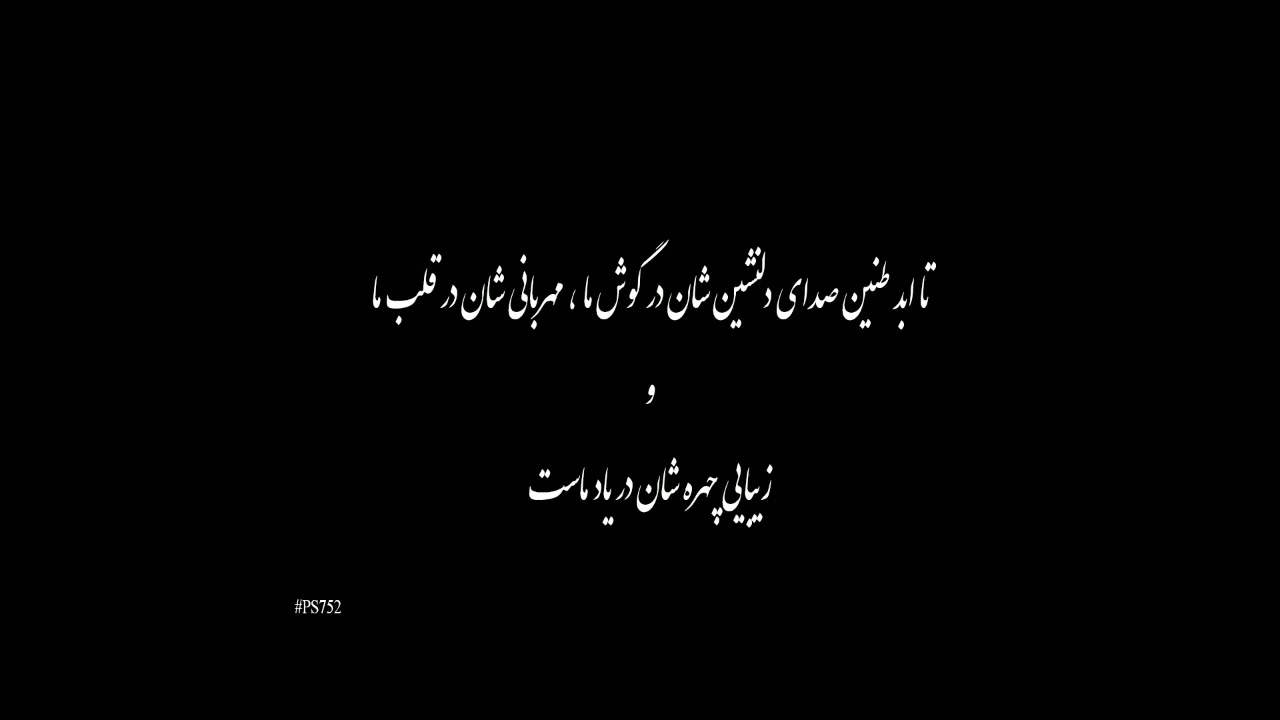 تا ابد طنین صدای دلنشین شان در گوش ما ، مهربانی شان در قلب ما
و
زیبایی چهره شان در یاد ماست
#PS752